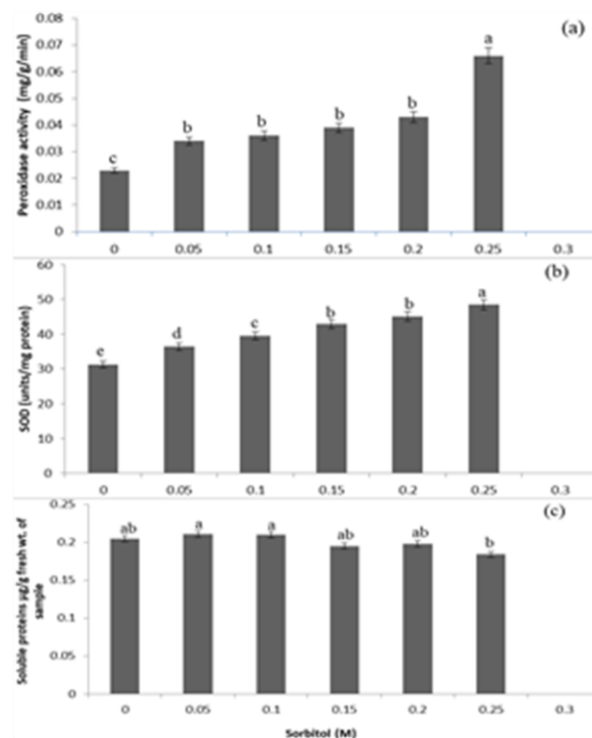 (a)
Peroxidase activity (mg/g/min)
0.08
0.07
0.06
0.05
0.04
0.03
0.02
0.01
0
c
b
b
b
b
a
0 0.05 0.1 0.15 0.2 0.25 0.3
(b)
SOD (units/mg protein)
60
50
40
30
20
10
0
e
d
c
b
b
a
0 0.05 0.1 0.15 0.2 0.25 0.3
(c)
Soluble proteins µg/g fresh wt. of
sample
0.25
0.2
0.15
0.1
0.05
0
ab
a
a
ab
ab
b
0 0.05 0.1 0.15 0.2 0.25 0.3
Sorbitol (M)